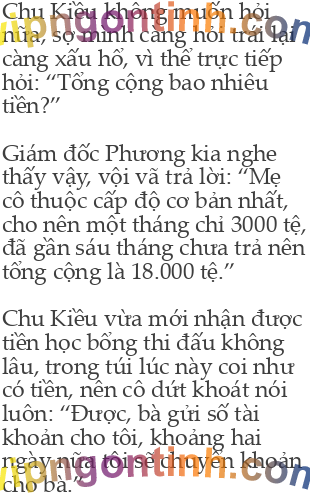 Chu Kiều không muốn hỏi
nữa, sợ mình càng hỏi trái lại
càng xấu hổ, vì thể trực tiếp
hỏi: “Tổng cộng bao nhiêu
tiền?”
Giám đốc Phương kia nghe
thấy vậy, vội vã trả lời: “Mẹ
cô thuộc cấp độ cơ bản nhất,
cho nên một tháng chỉ 3000 tệ,
đã gần sáu tháng chưa trả nên
tổng cộng là 18.000 tệ.”
Chu Kiều vừa mới nhận được
tiền học bổng thi đấu không
lâu, trong túi lúc này coi như
có tiền, nên cô dứt khoát nói
luôn: “Được, bà gửi số tài
khoản cho tôi, khoảng hai
ngày nữa tôi sẽ chuyển khoản
cho bà.”
vipngontinh.com
vipngontinh.com